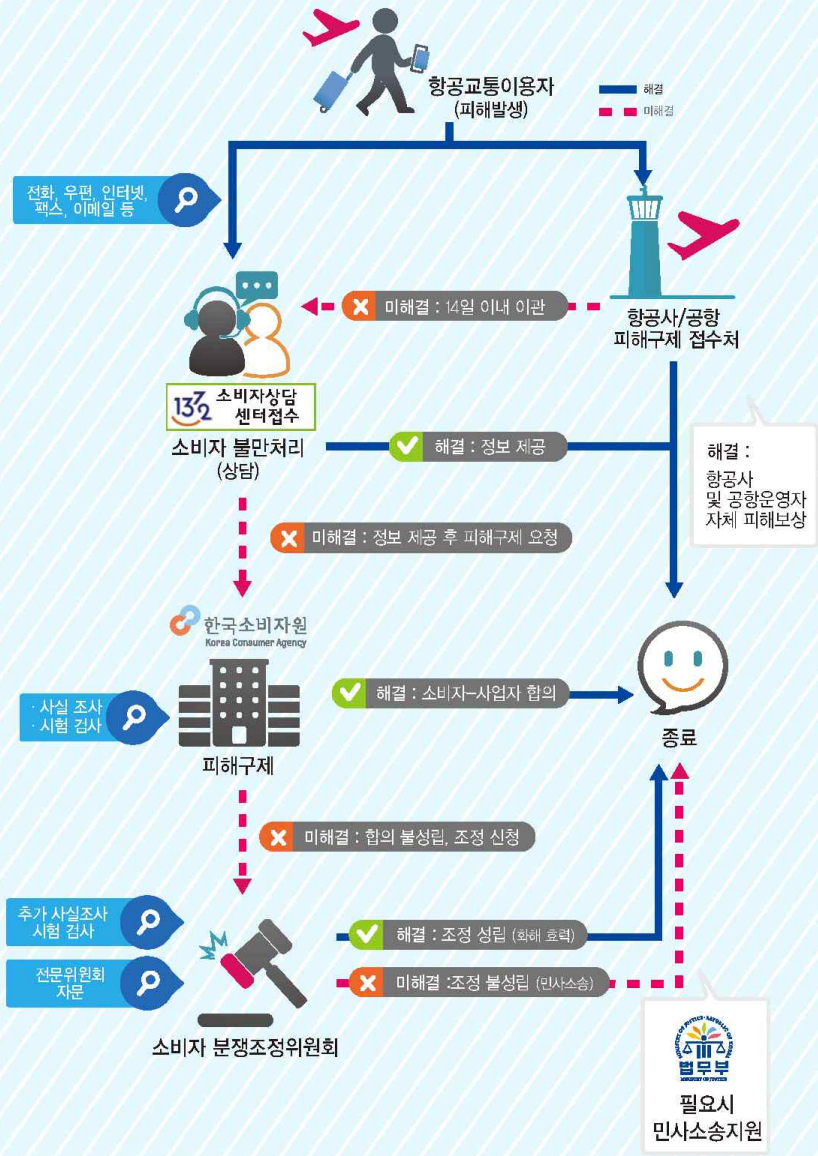 항공교통이용자
(피해발생)
해결
미해결
전화, 우편, 인터넷,
팩스, 이메일 등
미해결 : 14일 이내 이관
항공사/공항
피해구제 접수처
1372 소비자상담
센터접수
소비자 불만처리
(상담)
해결 : 정보 제공
해결 :
항공사
및 공항운영자
자체 피해보상
미해결 : 정보 제공 후 피해구제 요청
한국소비자원
Korea Consumer Agency
· 사실 조사
· 시험 검사
해결 : 소비자-사업자 합의
피해구제
종료
미해결 : 합의 불성립, 조정 신청
추가 사실조사
시험 검사
해결 : 조정 성립 (화해 효력)
전문위원회
자문
미해결 :조정 불성립 (민사소송)
소비자 분쟁조정위원회
MINISTRY OF JUSTICE · REPUBLIC OF KOREA
법무부
MINISTRY OF JUSTICE
필요시
민사소송지원